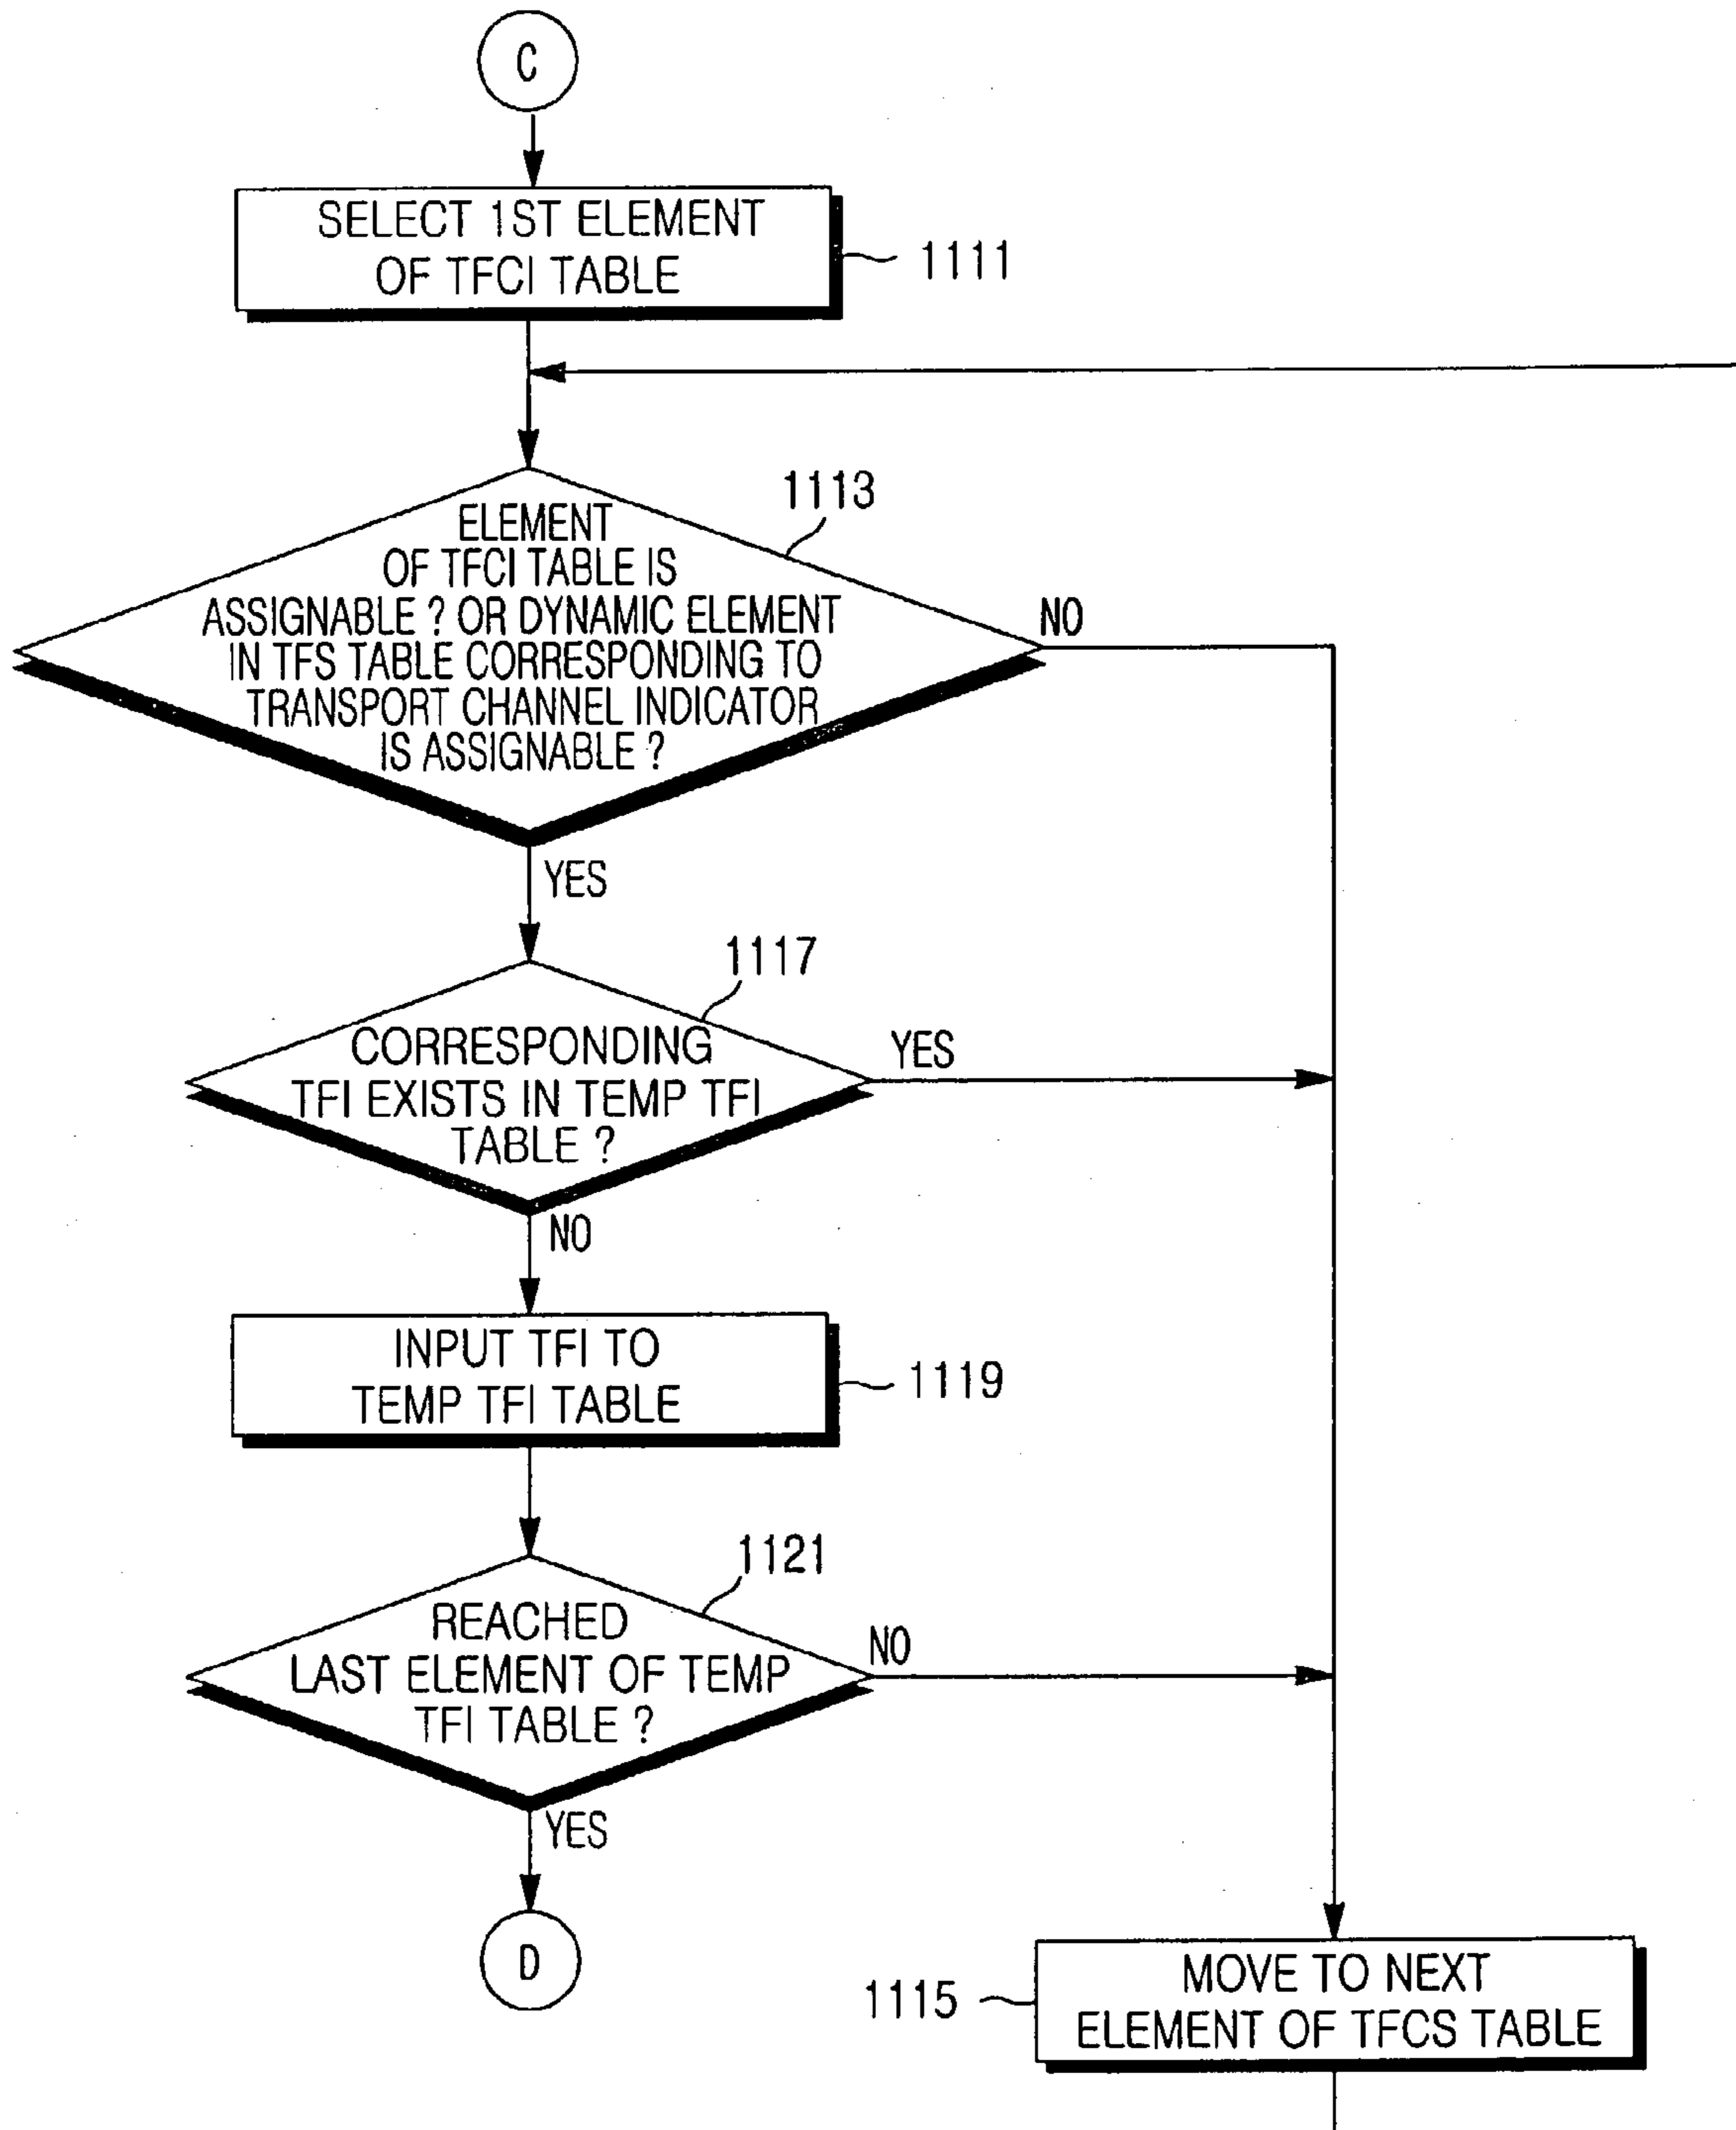 C
SELECT 1ST ELEMENT
OF TFCI TABLE
1111
1113
ELEMENT
OF TFCI TABLE IS
ASSIGNABLE ? OR DYNAMIC ELEMENT
IN TFS TABLE CORRESPONDING TO
TRANSPORT CHANNEL INDICATOR
IS ASSIGNABLE ?
NO
YES
1117
CORRESPONDING
TFI EXISTS IN TEMP TFI
TABLE ?
YES
NO
INPUT TFI TO
TEMP TFI TABLE
1119
1121
REACHED
LAST ELEMENT OF TEMP
TFI TABLE ?
NO
YES
D
1115
MOVE TO NEXT
ELEMENT OF TFCS TABLE